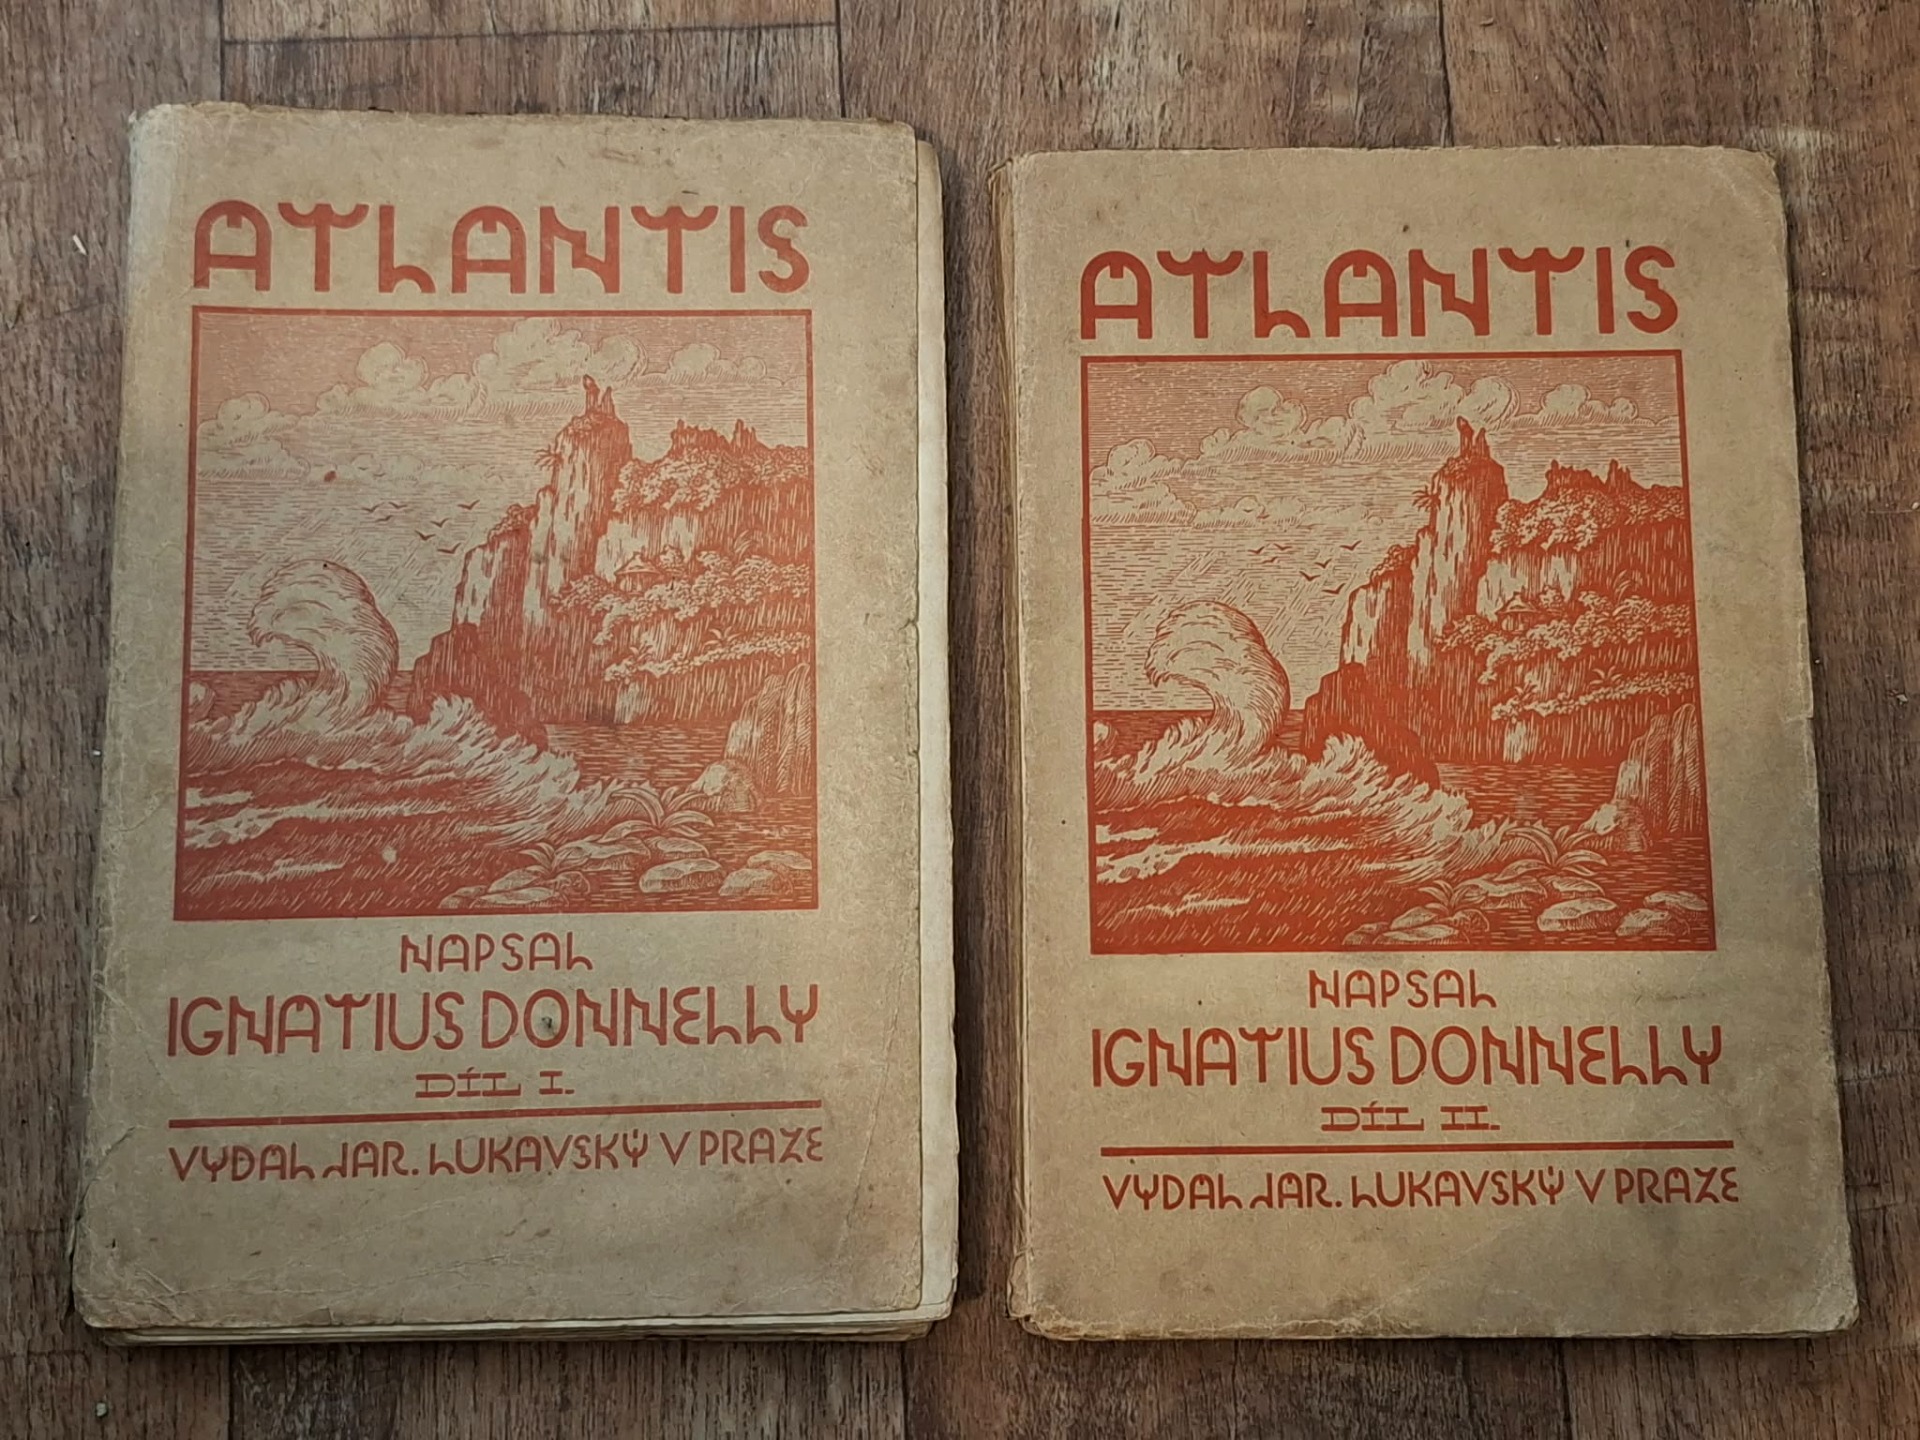 ATLANTIS
NAPSAL
IGNATIUS DONNELLY
DÍL I.
VYDAL JAR. LUKAVSKÝ V PRAZE
ATLANTIS
NAPSAL
IGNATIUS DONNELLY
DÍL II.
VYDAL JAR. LUKAVSKÝ V PRAZE